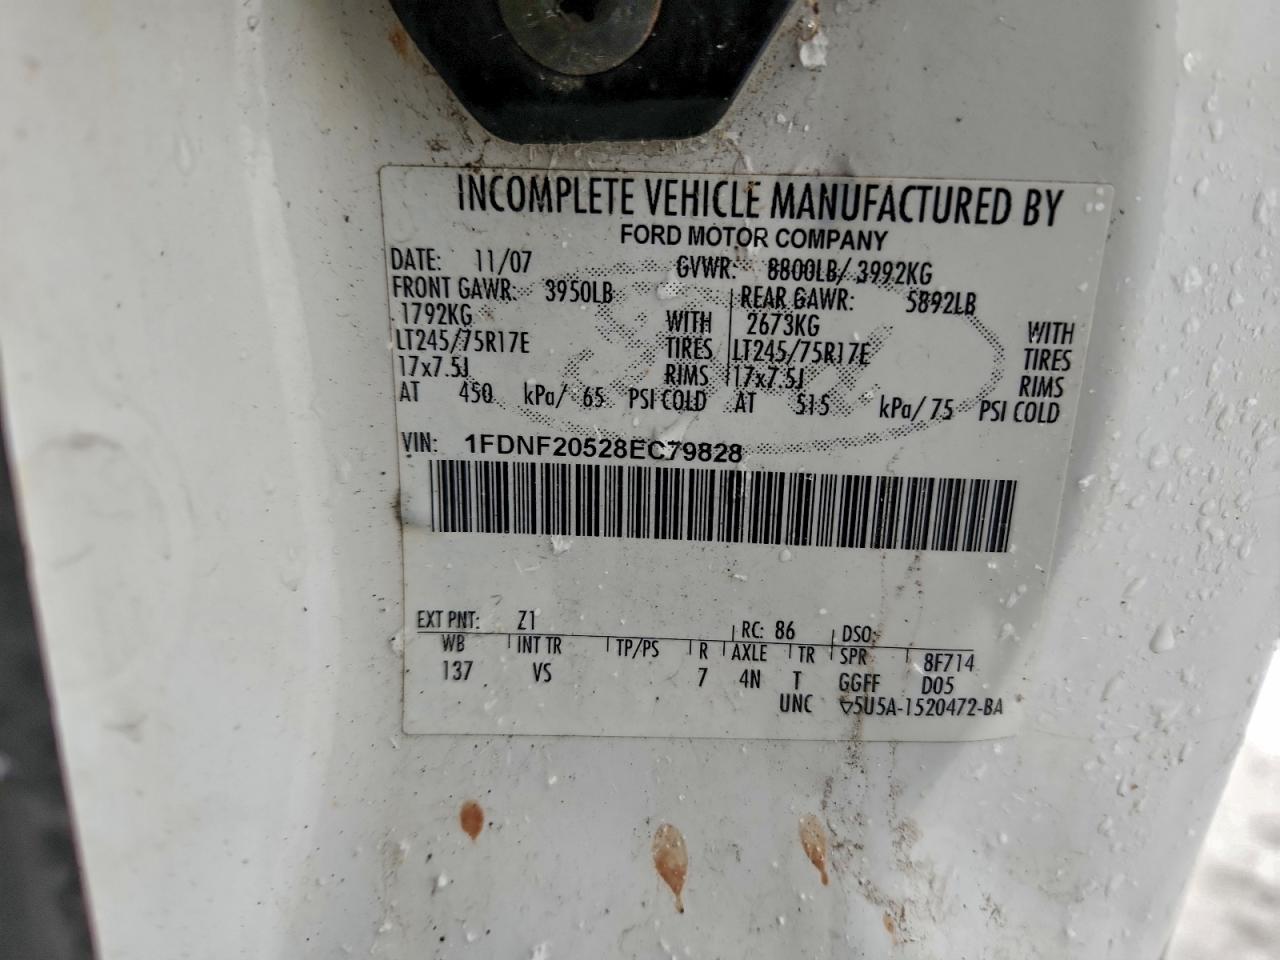 INCOMPLETE VEHICLE MANUFACTURED BY
FORD MOTOR COMPANY
DATE: 11/07 GVWR: 8800LB/ 3992KG
FRONT GAWR: 3950LB REAR GAWR: 5892LB
1792KG WITH 2673KG WITH
LT245/75R17E TIRES LT245/75R17E TIRES
17x7.5J RIMS 17x7.5J RIMS
AT 450 kPa/ 65 PSI COLD AT 515 kPa/ 75 PSI COLD
VIN: 1FDNF20528EC79828
EXT PNT: Z1 RC: 86 DSO:
WB INT TR TP/PS R AXLE TR SPR 8F714
137 VS 7 4N T GGFF D05
UNC 5U5A-1520472-BA